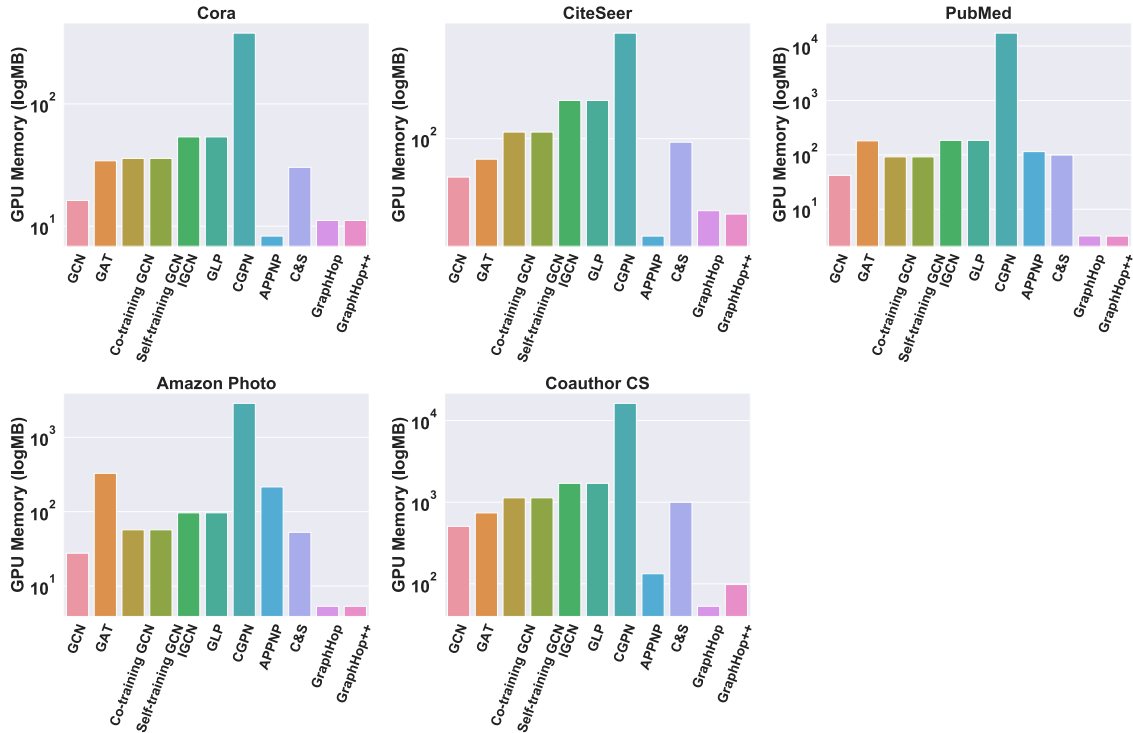 Cora
GPU Memory (logMB)
10^2
10^1
GCN
GAT
Co-training GCN
Self-training GCN
IGCN
GLP
CGPN
APPNP
C&S
GraphHop
GraphHop++
CiteSeer
GPU Memory (logMB)
10^2
GCN
GAT
Co-training GCN
Self-training GCN
IGCN
GLP
CGPN
APPNP
C&S
GraphHop
GraphHop++
PubMed
GPU Memory (logMB)
10^4
10^3
10^2
10^1
GCN
GAT
Co-training GCN
Self-training GCN
IGCN
GLP
CGPN
APPNP
C&S
GraphHop
GraphHop++
Amazon Photo
GPU Memory (logMB)
10^3
10^2
10^1
GCN
GAT
Co-training GCN
Self-training GCN
IGCN
GLP
CGPN
APPNP
C&S
GraphHop
GraphHop++
Coauthor CS
GPU Memory (logMB)
10^4
10^3
10^2
GCN
GAT
Co-training GCN
Self-training GCN
IGCN
GLP
CGPN
APPNP
C&S
GraphHop
GraphHop++